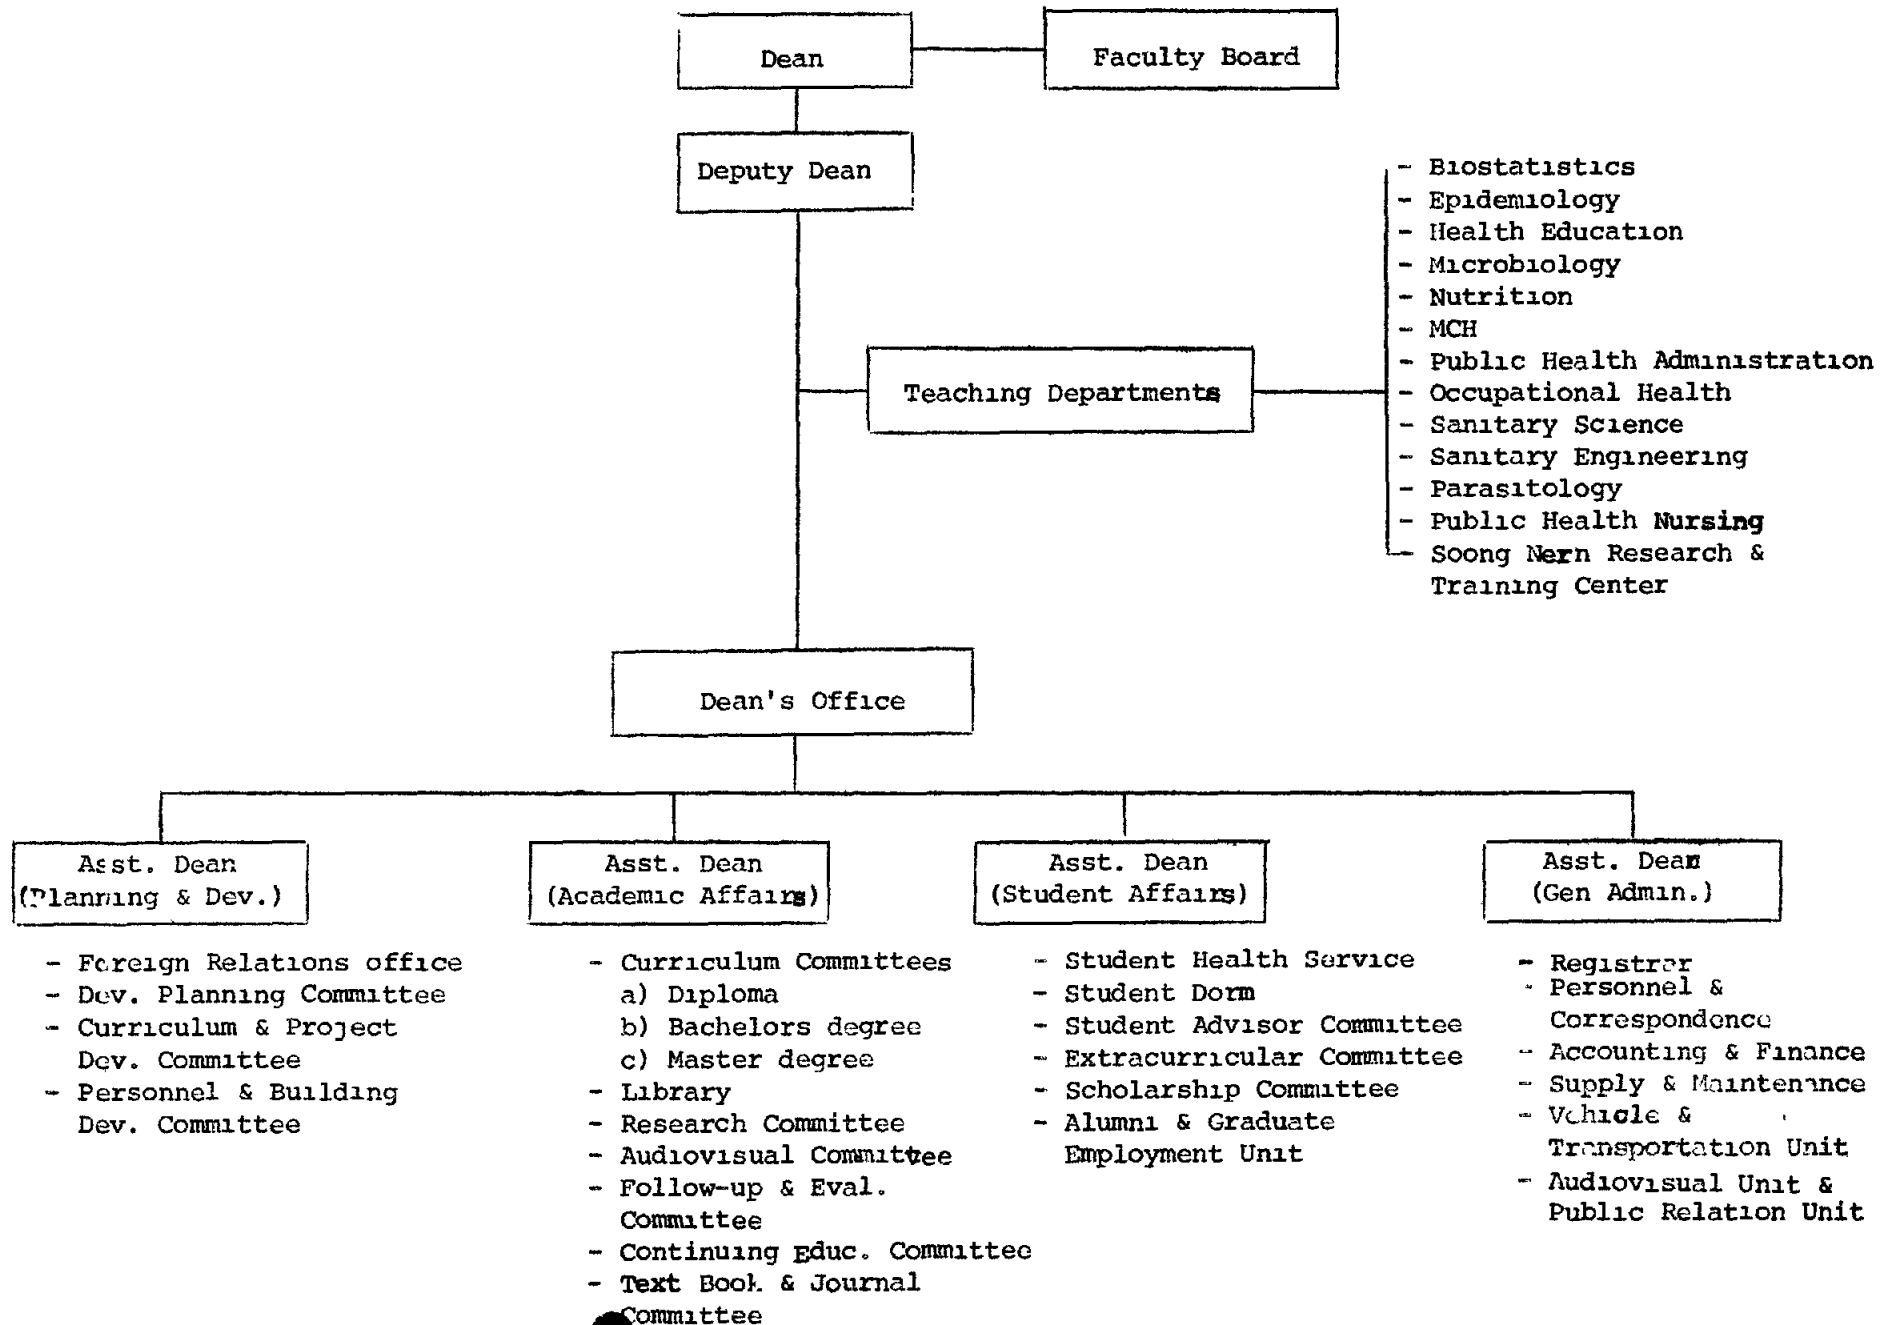 Dean
Faculty Board
Deputy Dean
- Biostatistics
- Epidemiology
- Health Education
- Microbiology
- Nutrition
- MCH
- Public Health Administration
- Occupational Health
- Sanitary Science
- Sanitary Engineering
- Parasitology
- Public Health Nursing
- Soong Nern Research &
Training Center
Teaching Departments
Dean's Office
Asst. Dean
(Planning & Dev.)
- Foreign Relations office
- Dev. Planning Committee
- Curriculum & Project
Dev. Committee
- Personnel & Building
Dev. Committee
Asst. Dean
(Academic Affairs)
- Curriculum Committees
a) Diploma
b) Bachelors degree
c) Master degree
- Library
- Research Committee
- Audiovisual Committee
- Follow-up & Eval.
Committee
- Continuing Educ. Committee
- Text Book & Journal
Committee
Asst. Dean
(Student Affairs)
- Student Health Service
- Student Dorm
- Student Advisor Committee
- Extracurricular Committee
- Scholarship Committee
- Alumni & Graduate
Employment Unit
Asst. Dean
(Gen Admin.)
- Registrar
- Personnel &
Correspondence
- Accounting & Finance
- Supply & Maintenance
- Vehicle &
Transportation Unit
- Audiovisual Unit &
Public Relation Unit